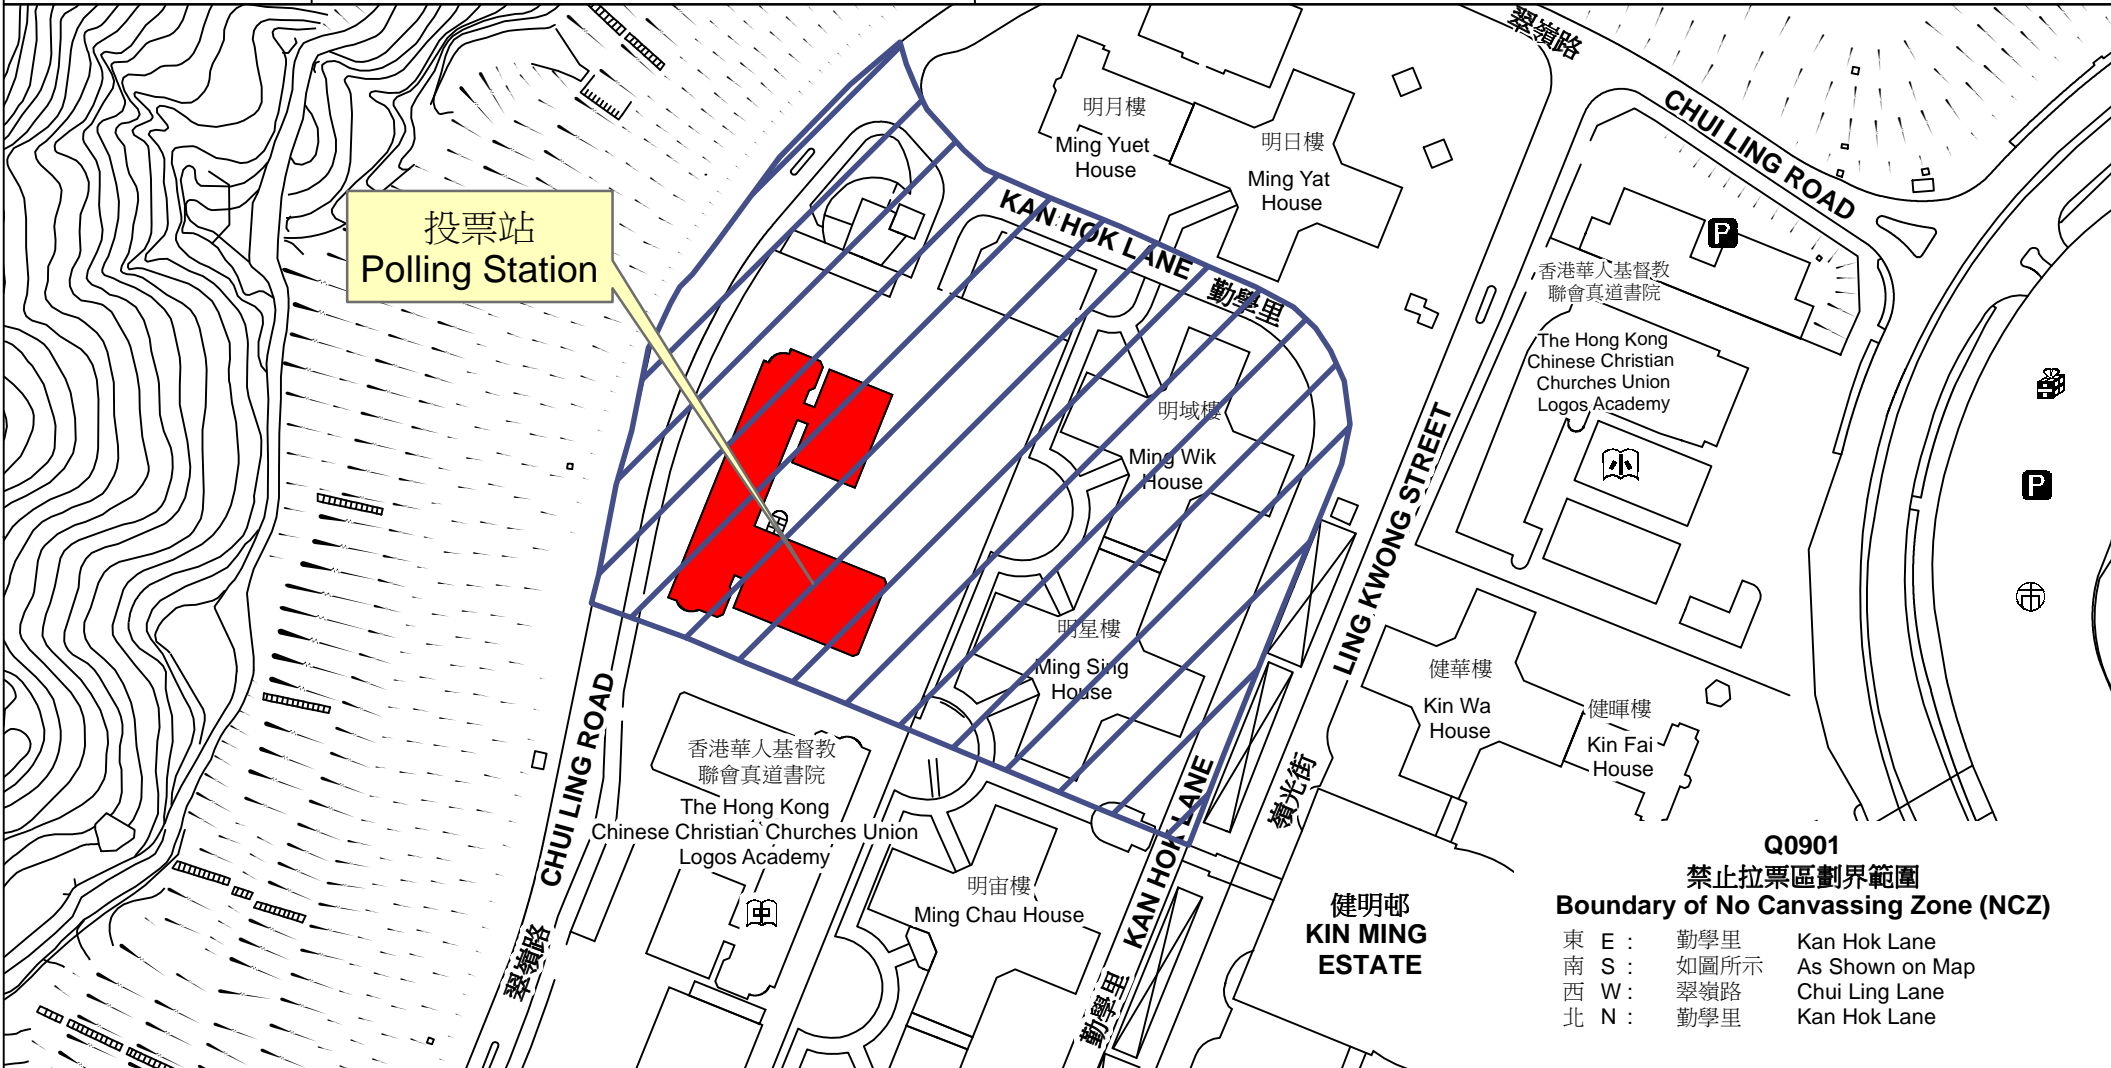 翠嶺路
CHUI LING ROAD
明月樓
Ming Yuet
House
明日樓
Ming Yat
House
投票站
Polling Station
KAN HOK LANE
勤學里
P
香港華人基督教
聯會真道書院
The Hong Kong
Chinese Christian
Churches Union
Logos Academy
小
明域樓
Ming Wik
House
LING KWONG STREET
嶺光街
P
市
明星樓
Ming Sing
House
健華樓
Kin Wa
House
健暉樓
Kin Fai
House
CHUI LING ROAD
翠嶺路
香港華人基督教
聯會真道書院
The Hong Kong
Chinese Christian Churches Union
Logos Academy
中
明宙樓
Ming Chau House
KAN HOK LANE
勤學里
健明邨
KIN MING
ESTATE
Q0901
禁止拉票區劃界範圍
Boundary of No Canvassing Zone (NCZ)
東 E : 勤學里 Kan Hok Lane
南 S : 如圖所示 As Shown on Map
西 W : 翠嶺路 Chui Ling Lane
北 N : 勤學里 Kan Hok Lane